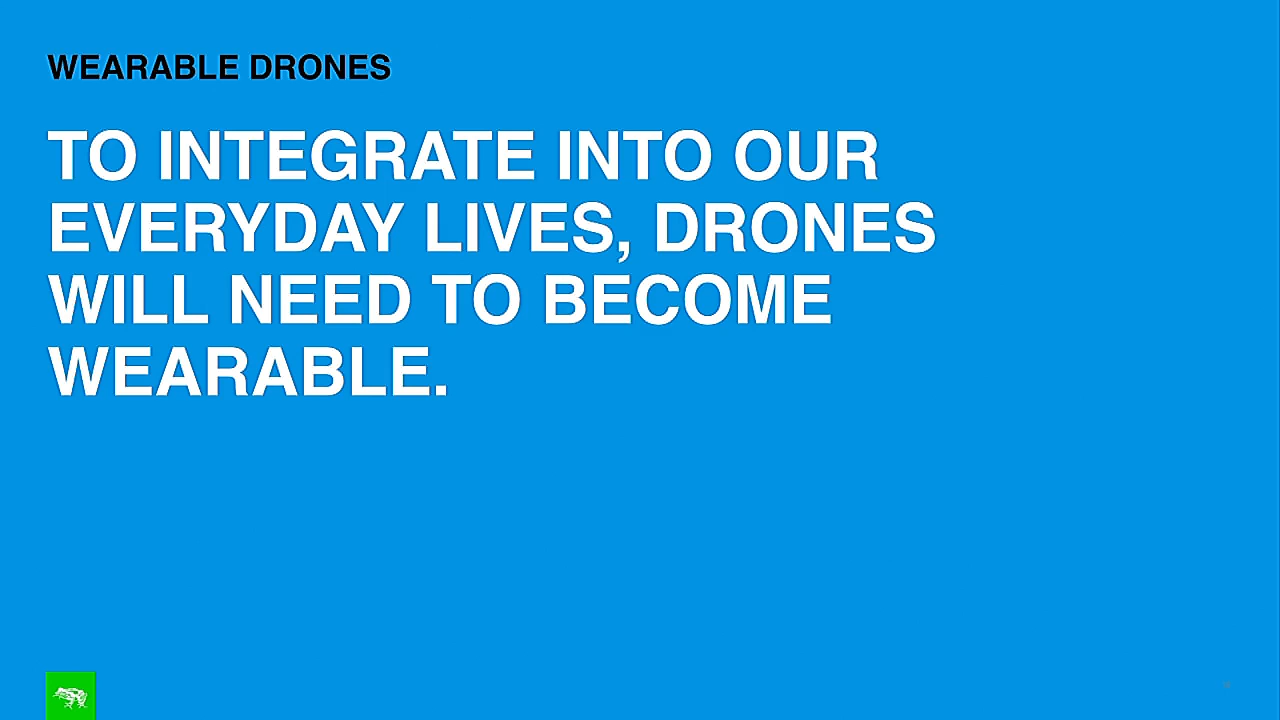 WEARABLE DRONES
TO INTEGRATE INTO OUR
EVERYDAY LIVES, DRONES
WILL NEED TO BECOME
WEARABLE.